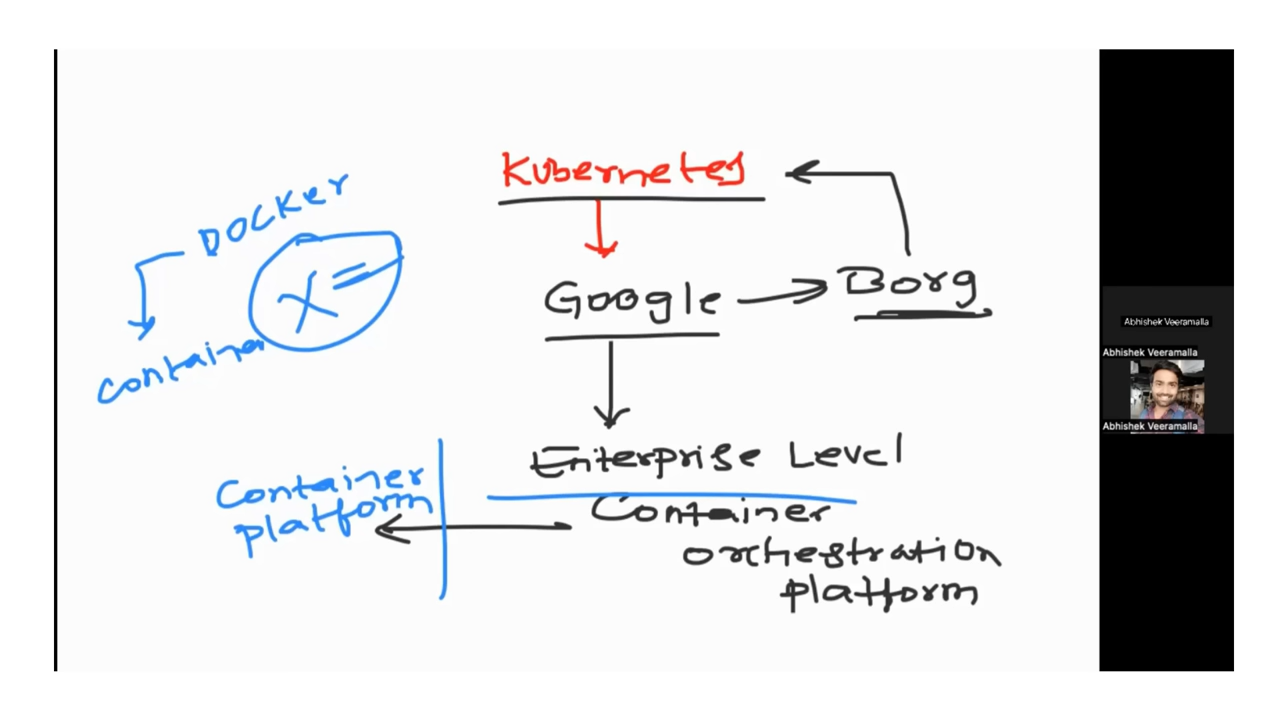 Kubernetes
DOCKER
X
Google
Borg
Container
Enterprise Level
Container
platform
Container
orchestration
platform
Abhishek Veeramalla
Abhishek Veeramalla
Abhishek Veeramalla